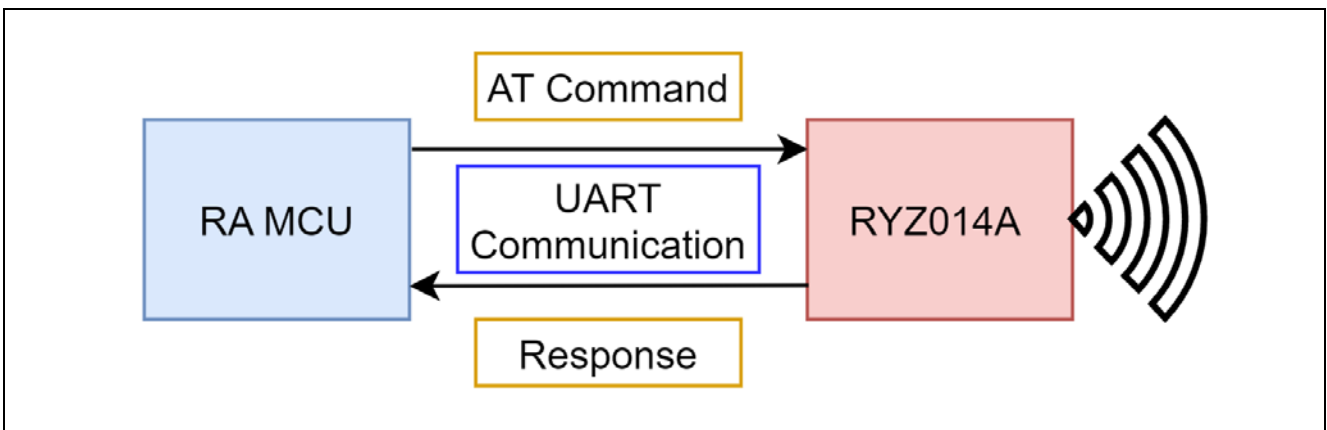 AT Command
RA MCU
UART
Communication
RYZ014A
Response